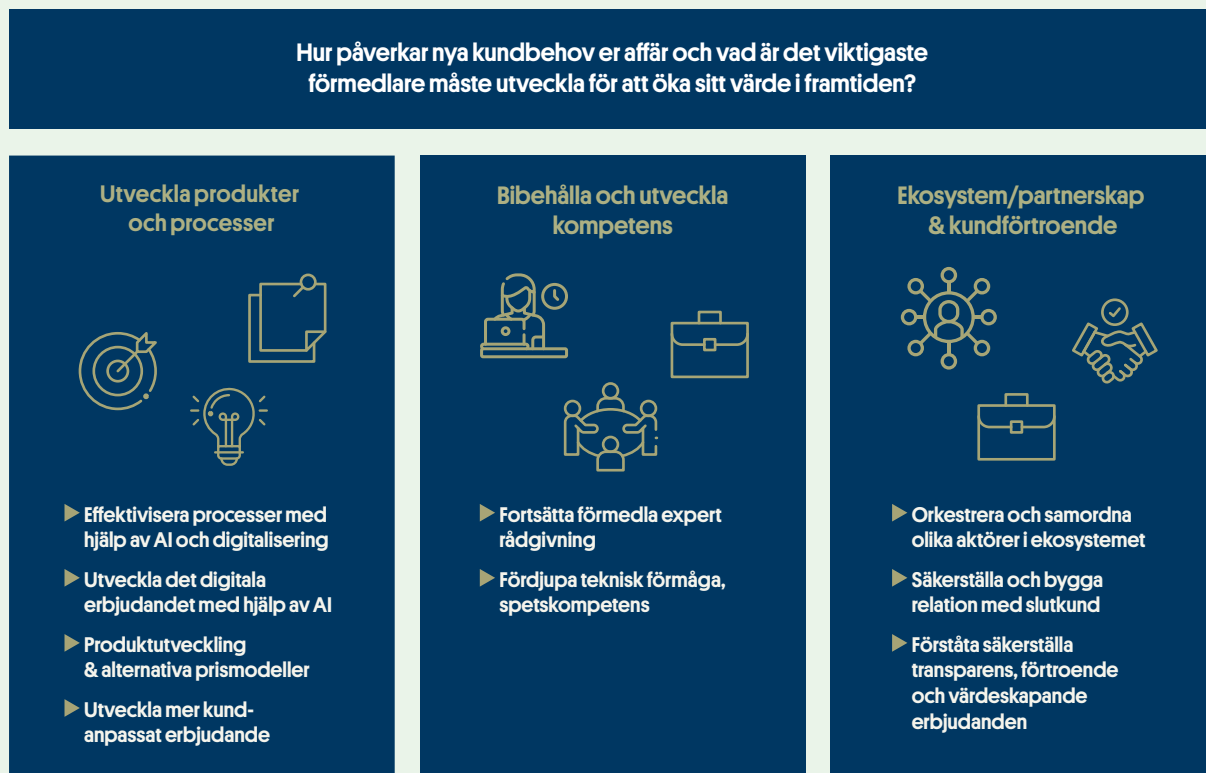 Hur påverkar nya kundbehov er affär och vad är det viktigaste
förmedlare måste utveckla för att öka sitt värde i framtiden?
Utveckla produkter
och processer
Effektivisera processer med
hjälp av AI och digitalisering
Utveckla det digitala
erbjudandet med hjälp av AI
Produktutveckling
& alternativa prismodeller
Utveckla mer kund-
anpassat erbjudande
Bibehålla och utveckla
kompetens
Fortsätta förmedla expert
rådgivning
Fördjupa teknisk förmåga,
spetskompetens
Ekosystem/partnerskap
& kundförtroende
Orkestrera och samordna
olika aktörer i ekosystemet
Säkerställa och bygga
relation med slutkund
Förståta säkerställa
transparens, förtroende
och värdeskapande
erbjudanden